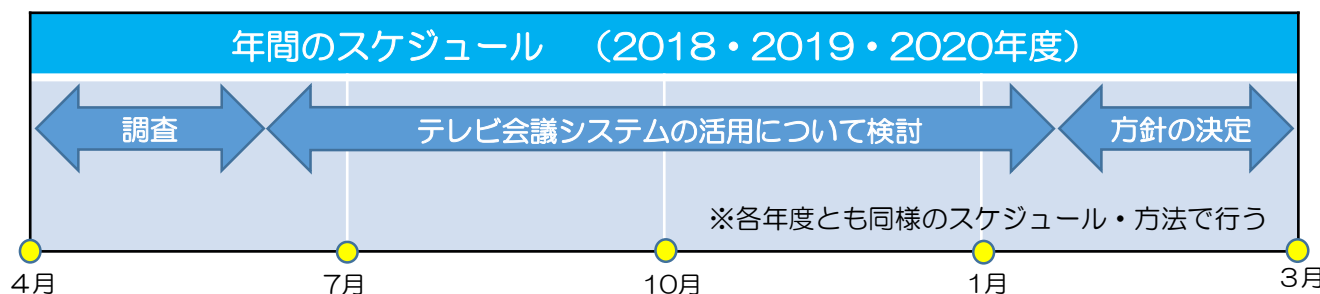 年間のスケジュール　（2018・2019・2020年度）
調査
テレビ会議システムの活用について検討
方針の決定
※各年度とも同様のスケジュール・方法で行う
4月
7月
10月
1月
3月